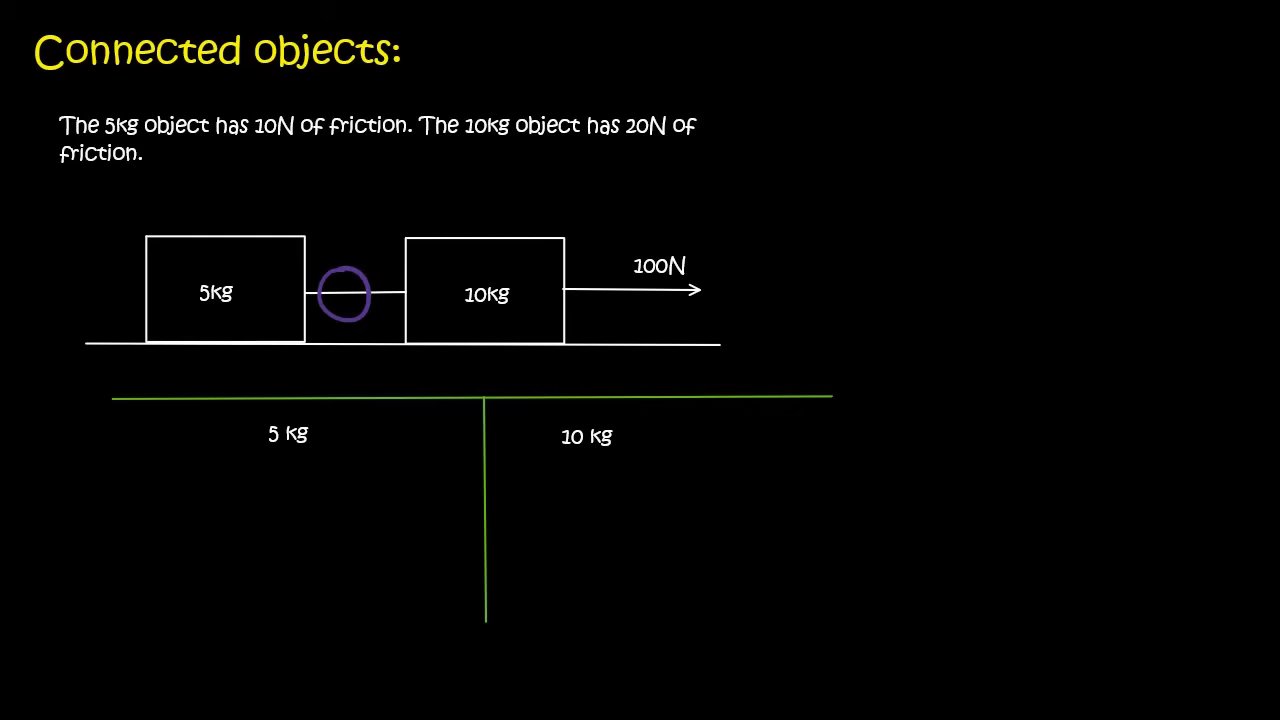 Connected objects:
The 5kg object has 10N of friction. The 10kg object has 20N of
friction.
100N
5kg
10kg
5 kg
10 kg